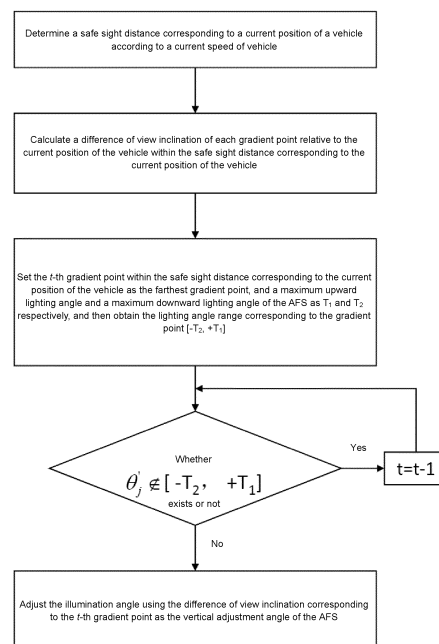 Determine a safe sight distance corresponding to a current position of a vehicle
according to a current speed of vehicle
Calculate a difference of view inclination of each gradient point relative to the
current position of the vehicle within the safe sight distance corresponding to the
current position of the vehicle
Set the t-th gradient point within the safe sight distance corresponding to the current
position of the vehicle as the farthest gradient point, and a maximum upward
lighting angle and a maximum downward lighting angle of the AFS as T₁ and T₂
respectively, and then obtain the lighting angle range corresponding to the gradient
point [-T₂, +T₁]
Whether
θ'ⱼ ∉ [ -T₂, +T₁]
exists or not
Yes
t=t-1
No
Adjust the illumination angle using the difference of view inclination corresponding
to the t-th gradient point as the vertical adjustment angle of the AFS